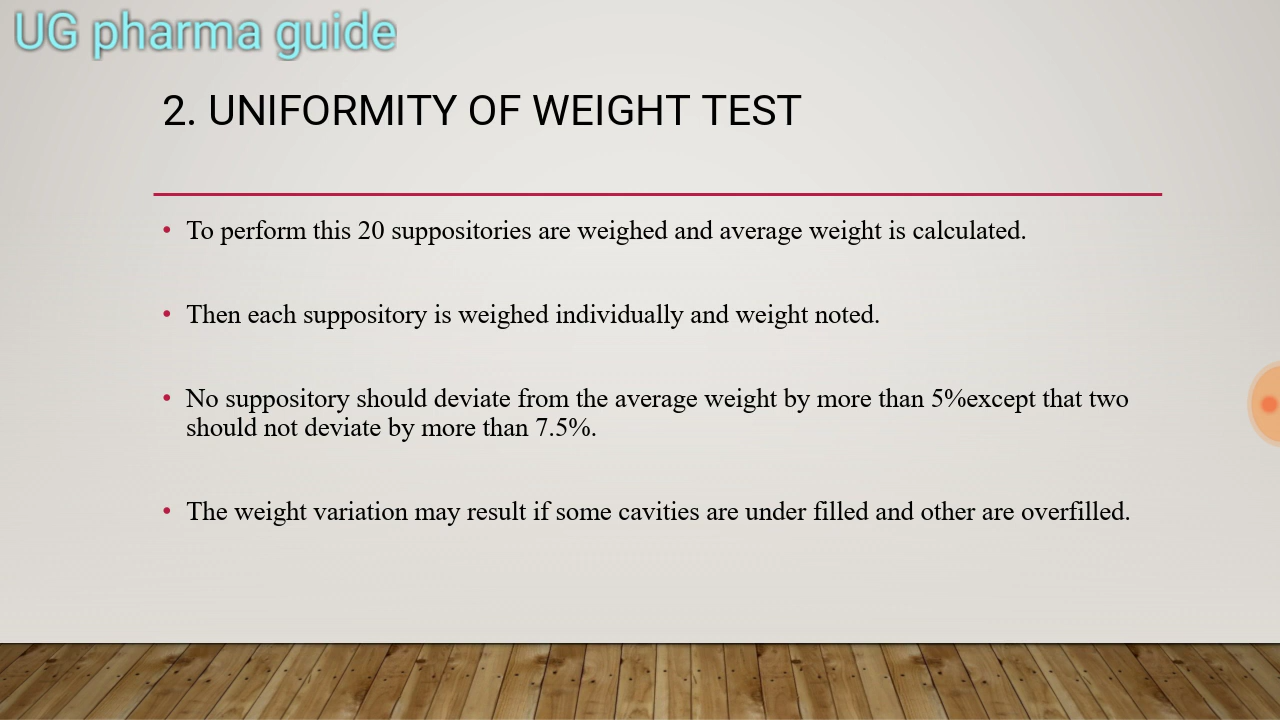 UG pharma guide
2. UNIFORMITY OF WEIGHT TEST
• To perform this 20 suppositories are weighed and average weight is calculated.
• Then each suppository is weighed individually and weight noted.
• No suppository should deviate from the average weight by more than 5%except that two
should not deviate by more than 7.5%.
• The weight variation may result if some cavities are under filled and other are overfilled.